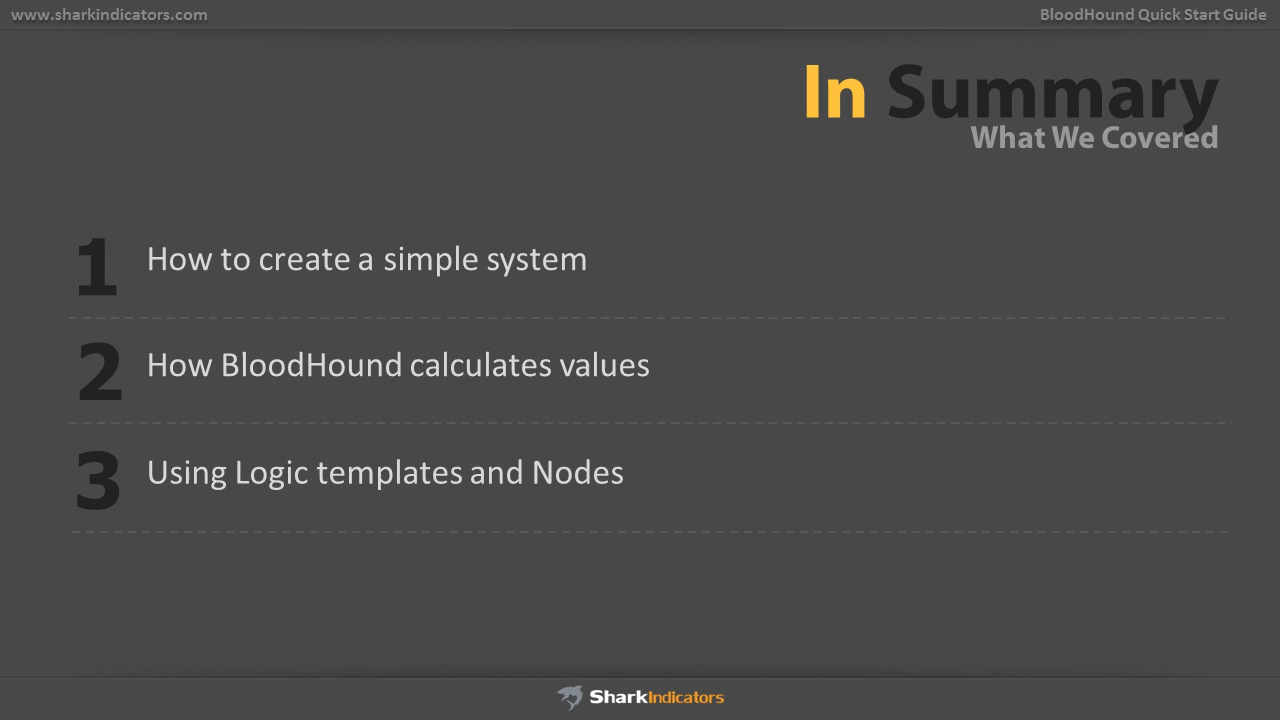 www.sharkindicators.com
BloodHound Quick Start Guide
In Summary
What We Covered
1 How to create a simple system
2 How BloodHound calculates values
3 Using Logic templates and Nodes
SharkIndicators